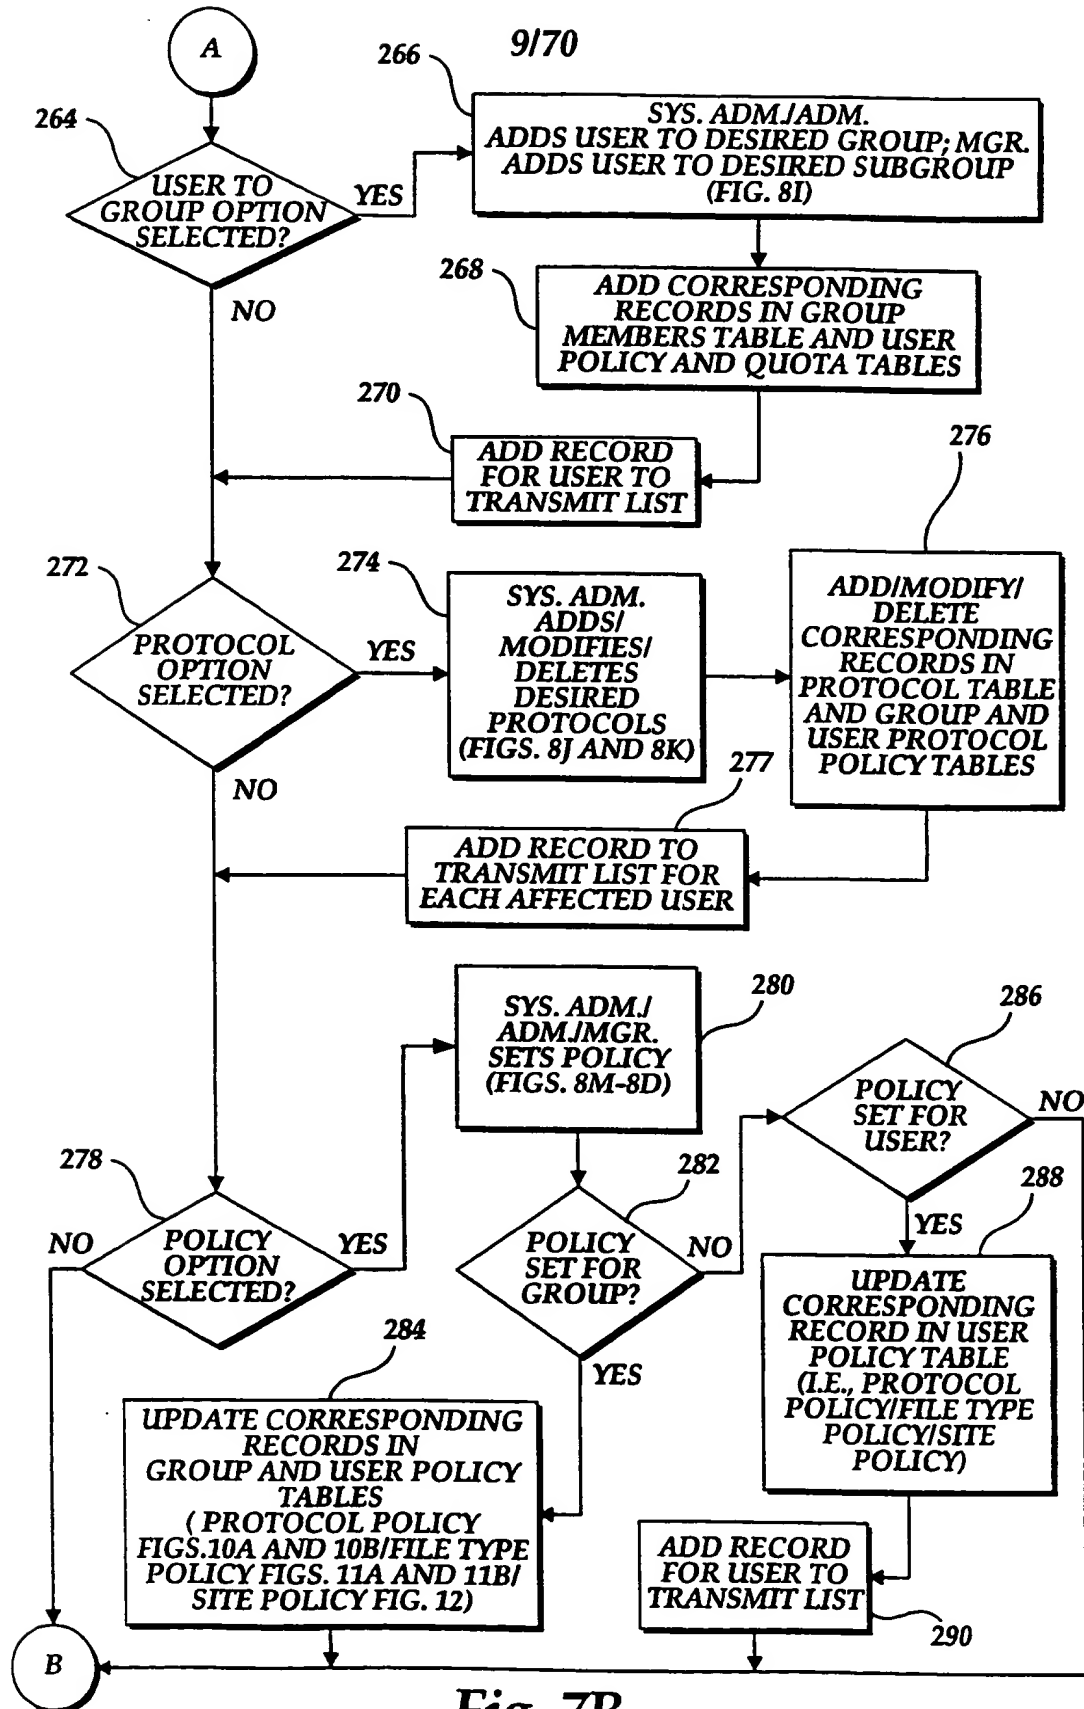 A
9/70
266
264
SYS. ADM./ADM.
ADDS USER TO DESIRED GROUP; MGR.
ADDS USER TO DESIRED SUBGROUP
(FIG. 8I)
USER TO
GROUP OPTION
SELECTED?
YES
NO
268
ADD CORRESPONDING
RECORDS IN GROUP
MEMBERS TABLE AND USER
POLICY AND QUOTA TABLES
270
ADD RECORD
FOR USER TO
TRANSMIT LIST
276
272
274
PROTOCOL
OPTION
SELECTED?
YES
NO
SYS. ADM.
ADDS/
MODIFIES/
DELETES
DESIRED
PROTOCOLS
(FIGS. 8J AND 8K)
ADD/MODIFY/
DELETE
CORRESPONDING
RECORDS IN
PROTOCOL TABLE
AND GROUP AND
USER PROTOCOL
POLICY TABLES
277
ADD RECORD TO
TRANSMIT LIST FOR
EACH AFFECTED USER
280
SYS. ADM./
ADM./MGR.
SETS POLICY
(FIGS. 8M-8D)
286
POLICY
SET FOR
USER?
NO
YES
278
NO
POLICY
OPTION
SELECTED?
YES
282
POLICY
SET FOR
GROUP?
NO
YES
288
UPDATE
CORRESPONDING
RECORD IN USER
POLICY TABLE
(I.E., PROTOCOL
POLICY/FILE TYPE
POLICY/SITE
POLICY)
284
UPDATE CORRESPONDING
RECORDS IN
GROUP AND USER POLICY
TABLES
( PROTOCOL POLICY
FIGS.10A AND 10B/FILE TYPE
POLICY FIGS. 11A AND 11B/
SITE POLICY FIG. 12)
ADD RECORD
FOR USER TO
TRANSMIT LIST
290
B
Fig. 7B